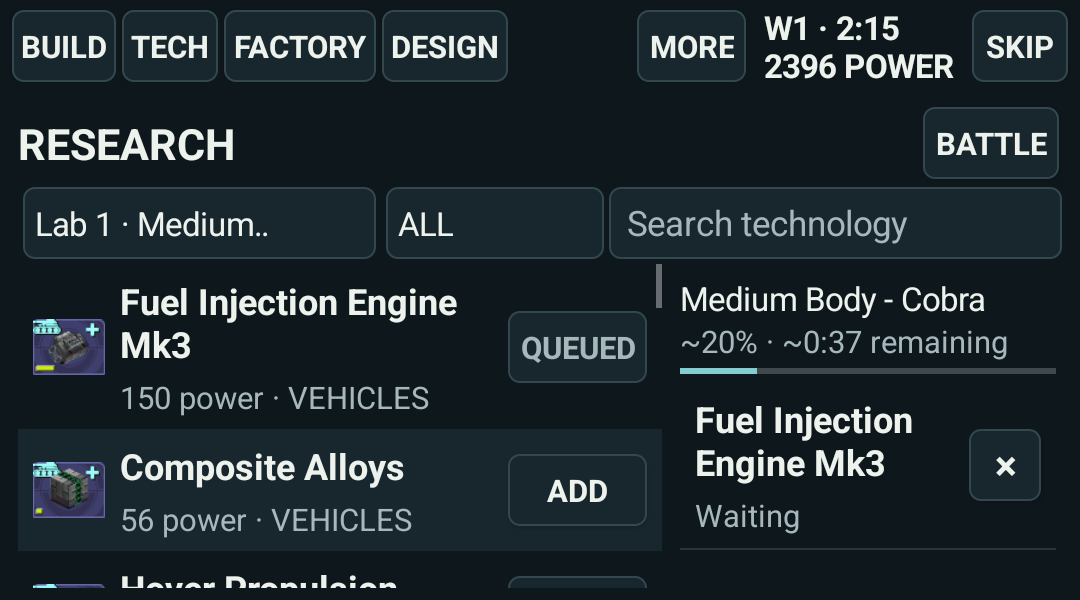 BUILD TECH FACTORY DESIGN MORE W1 · 2:15 SKIP
2396 POWER
RESEARCH BATTLE
Lab 1 · Medium.. ALL Search technology
Fuel Injection Engine
Mk3
150 power · VEHICLES
QUEUED
Composite Alloys
56 power · VEHICLES
ADD
Hover Propulsion
Medium Body - Cobra
~20% · ~0:37 remaining
Fuel Injection
Engine Mk3
Waiting
×